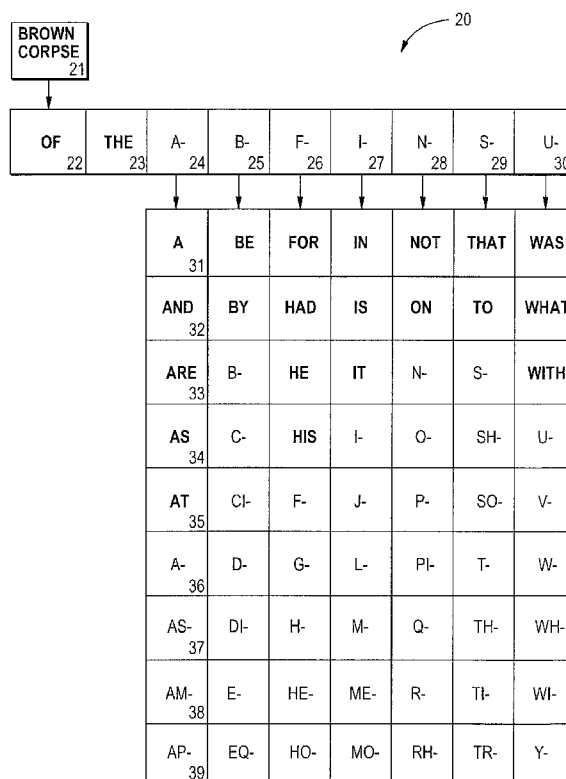 20
BROWN
CORPSE
21
OF THE A- B- F- I- N- S- U-
22 23 24 25 26 27 28 29 30
A BE FOR IN NOT THAT WAS
31
AND BY HAD IS ON TO WHAT
32
ARE B- HE IT N- S- WITH
33
AS C- HIS I- O- SH- U-
34
AT CI- F- J- P- SO- V-
35
A- D- G- L- PI- T- W-
36
AS- DI- H- M- Q- TH- WH-
37
AM- E- HE- ME- R- TI- WI-
38
AP- EQ- HO- MO- RH- TR- Y-
39